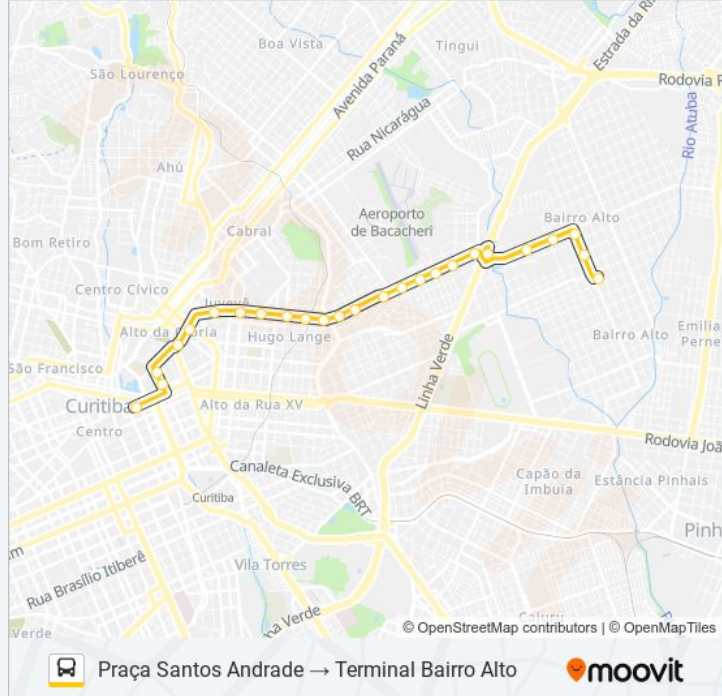 Boa Vista
Tingui
Estrada da Ri
São Lourenço
Avenida Paraná
Rodovia R
Rua Nicarágua
Rio Atuba
Ahú
Aeroporto
de Bacacheri
Bairro Alto
Cabral
Bom Retiro
Centro Cívico
Juvevê
Alto da Glória
Hugo Lange
Bairro Alto
Emilia
Perne
São Francisco
Linha Verde
Curitiba
Alto da Rua XV
Centro
Rodovia Joã
Canaleta Exclusiva BRT
Capão da
Imbuia
Estância Pinhais
Curitiba
Pinh
Vila Torres
Rua Brasílio Itiberê
ha Verde
Verde
© OpenStreetMap contributors | © OpenMapTiles
Praça Santos Andrade → Terminal Bairro Alto
moovit